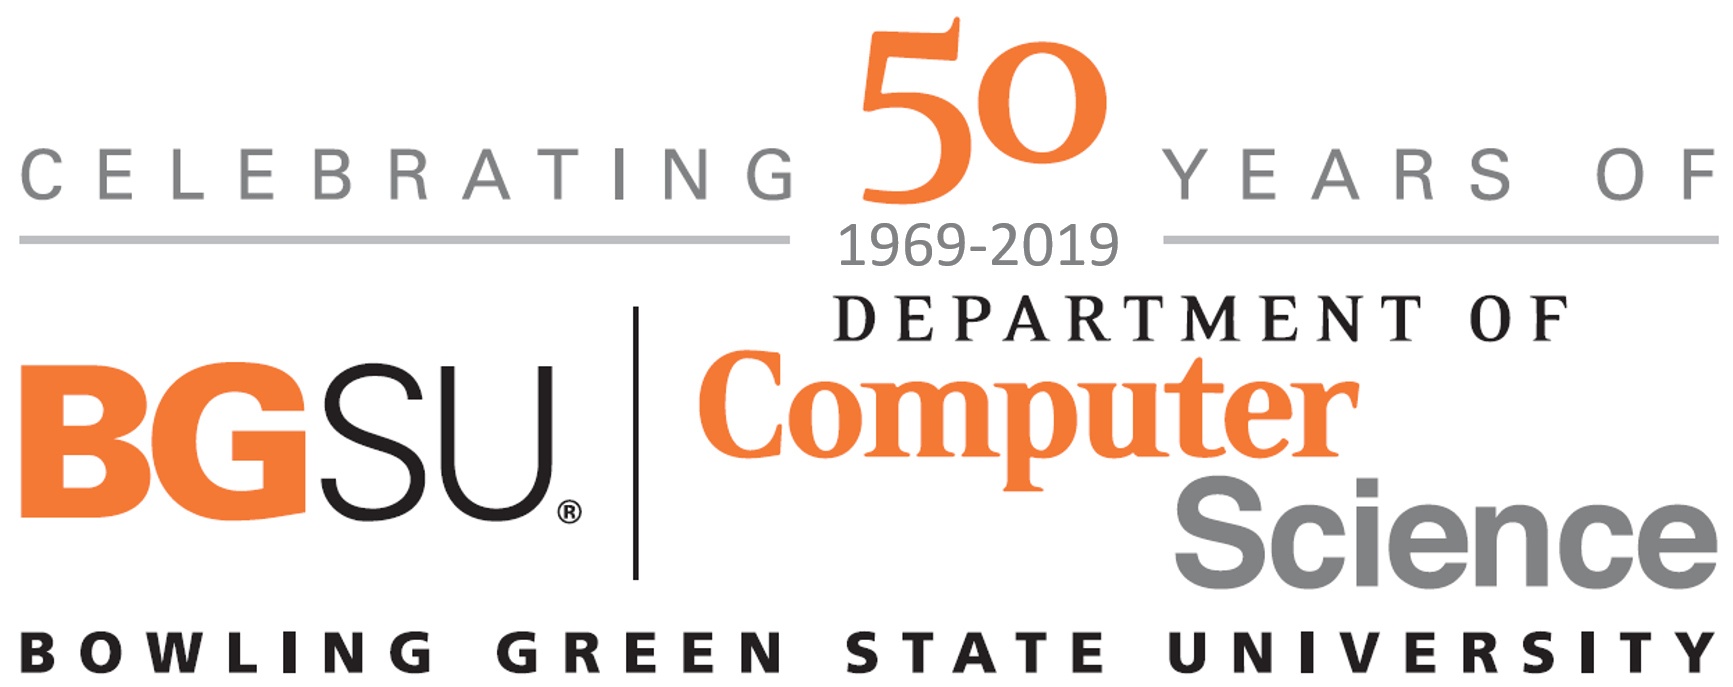 CELEBRATING 50 YEARS OF
1969-2019
DEPARTMENT OF
BGSU® Computer
Science
BOWLING GREEN STATE UNIVERSITY